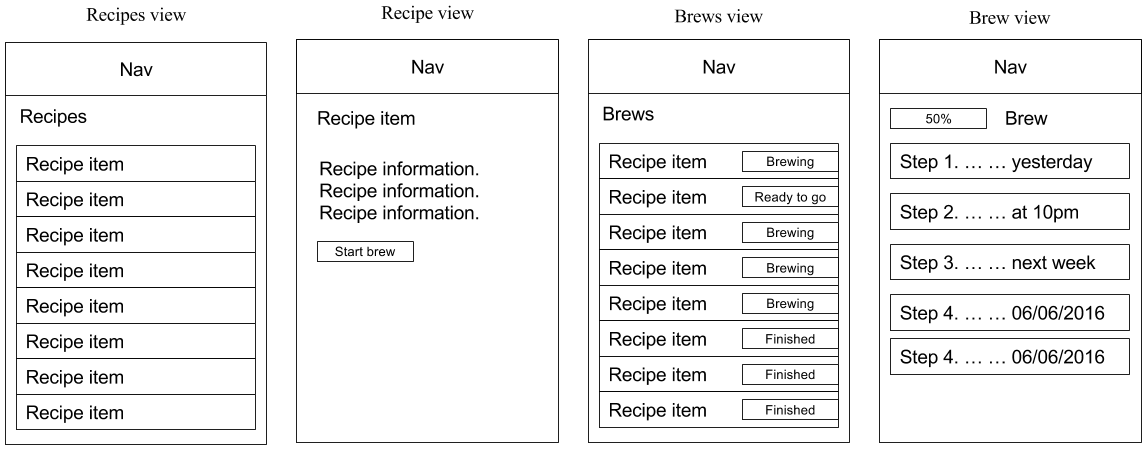 Recipes view
Nav
Recipes
Recipe item
Recipe item
Recipe item
Recipe item
Recipe item
Recipe item
Recipe item
Recipe item
Recipe view
Nav
Recipe item
Recipe information.
Recipe information.
Recipe information.
Start brew
Brews view
Nav
Brews
Recipe item Brewing
Recipe item Ready to go
Recipe item Brewing
Recipe item Brewing
Recipe item Brewing
Recipe item Finished
Recipe item Finished
Recipe item Finished
Brew view
Nav
50% Brew
Step 1. ... ... yesterday
Step 2. ... ... at 10pm
Step 3. ... ... next week
Step 4. ... ... 06/06/2016
Step 4. ... ... 06/06/2016